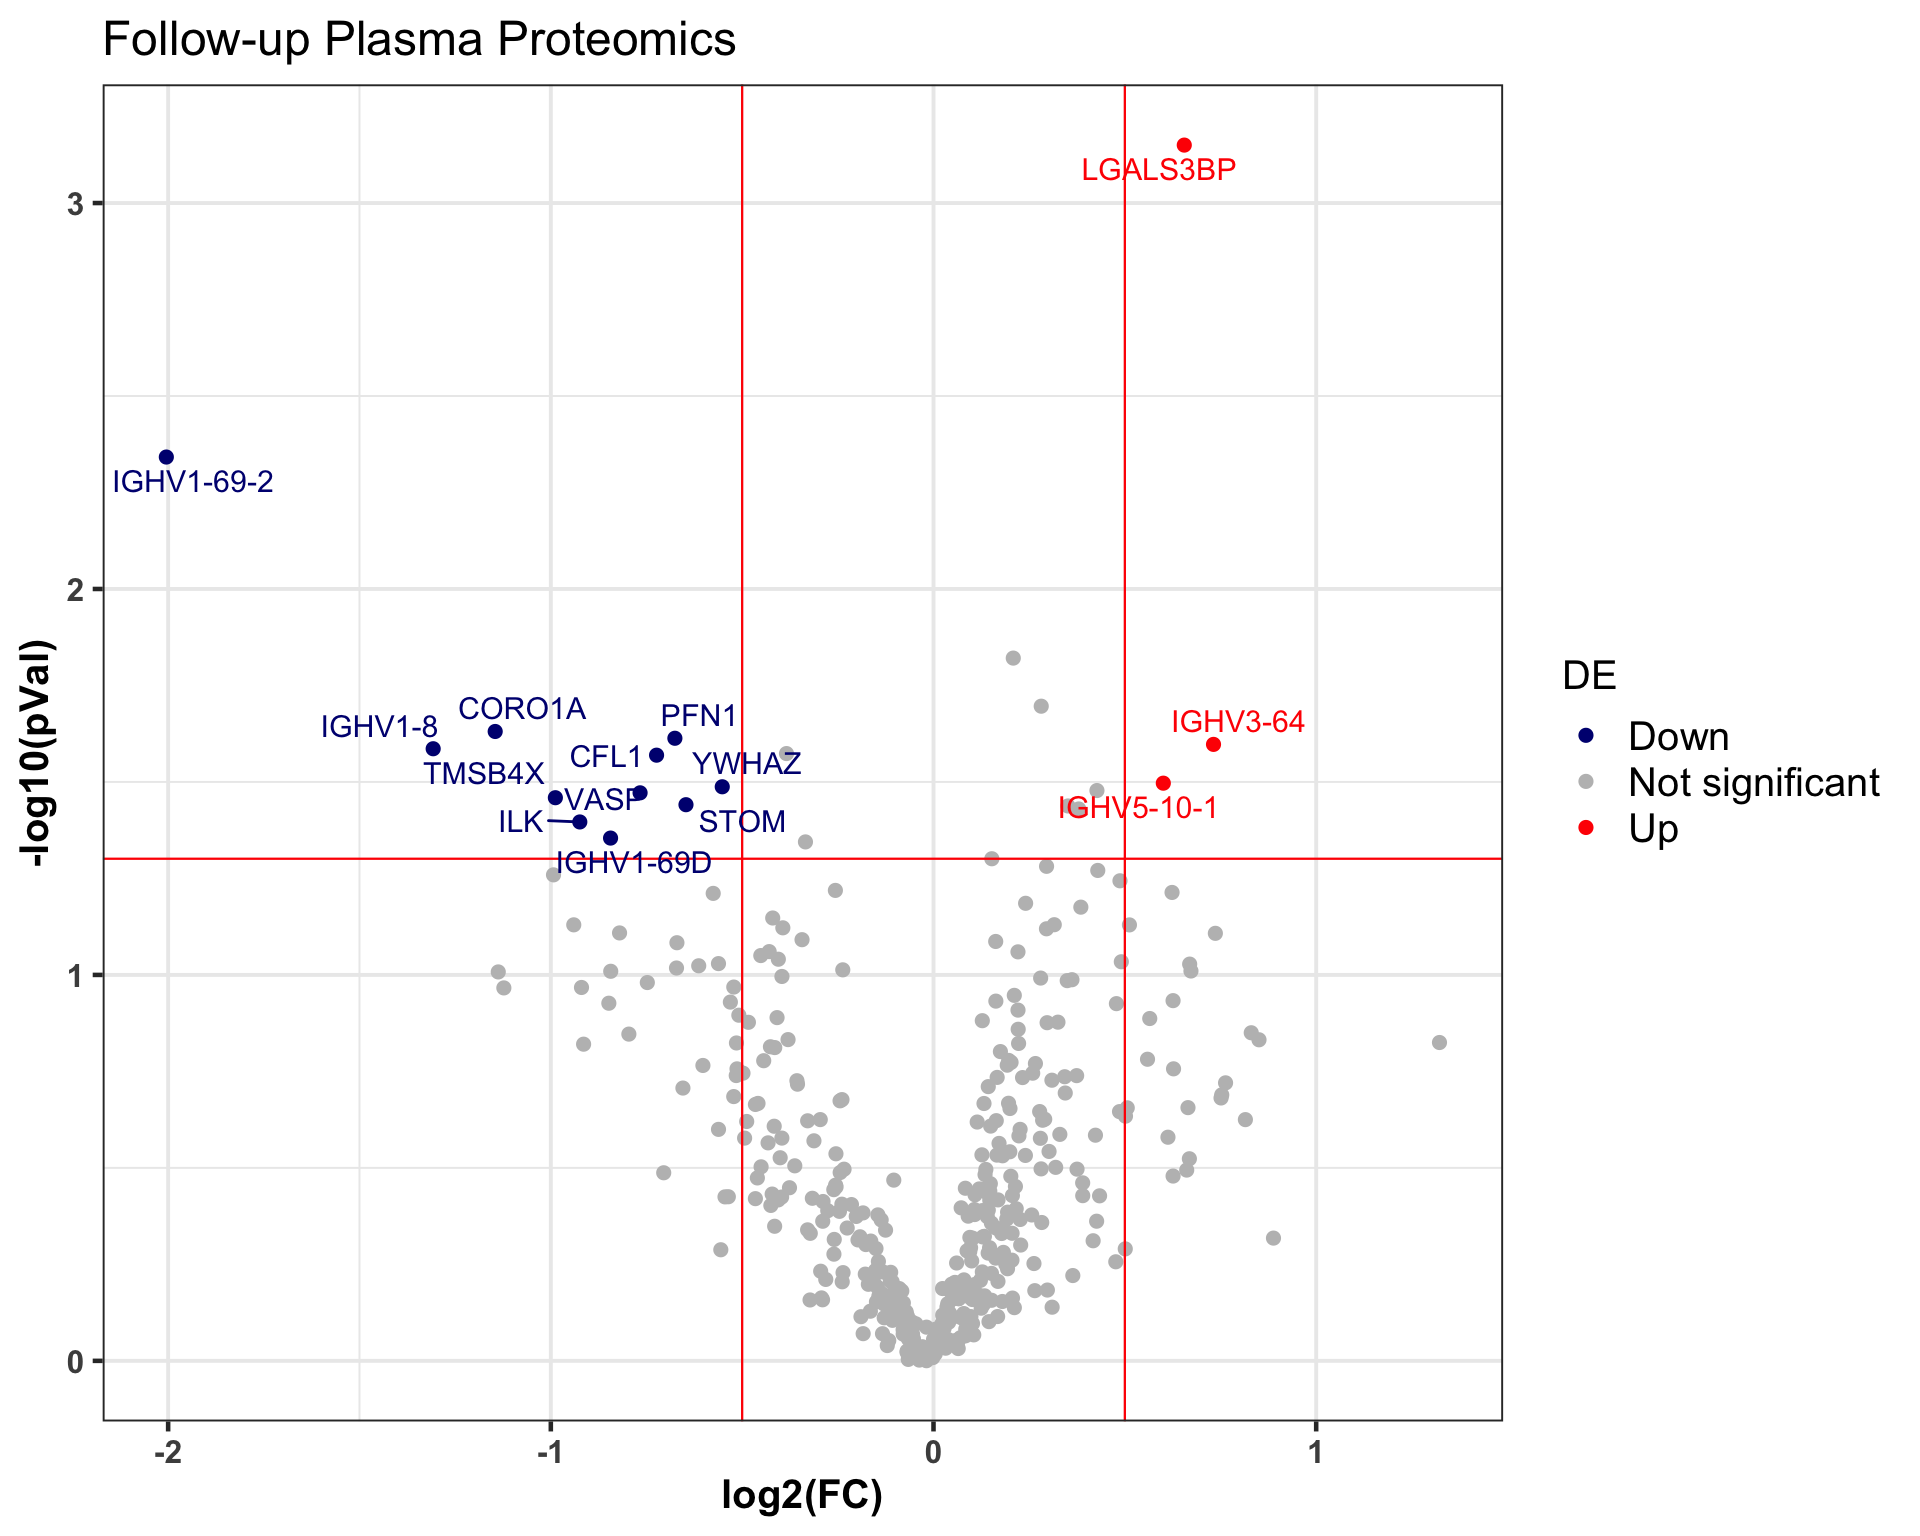 Follow-up Plasma Proteomics
LGALS3BP
3
IGHV1-69-2
2
CORO1A
PFN1
IGHV1-8
IGHV3-64
CFL1
YWHAZ
TMSB4X
VASP
IGHV5-10-1
ILK
STOM
IGHV1-69D
1
0
-2
-1
0
1
log2(FC)
-log10(pVal)
DE
Down
Not significant
Up